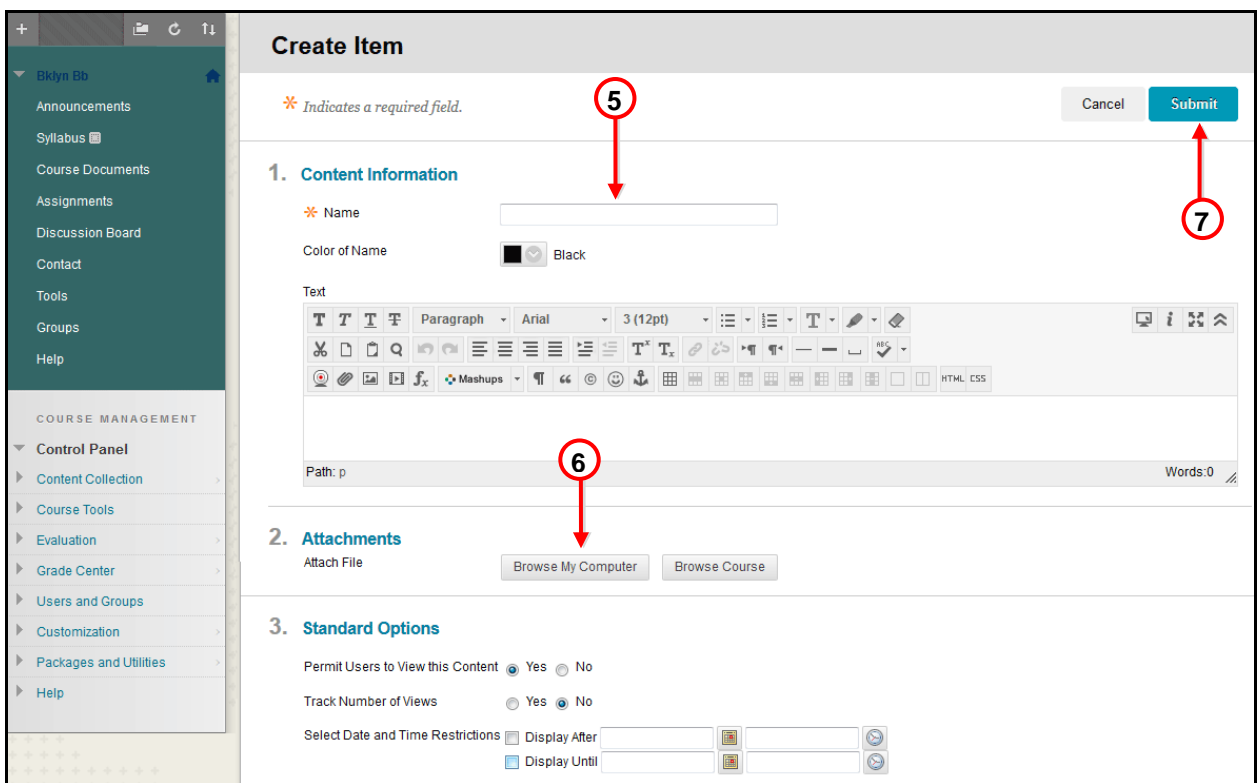 Bklyn Bb
Announcements
Syllabus
Course Documents
Assignments
Discussion Board
Contact
Tools
Groups
Help
COURSE MANAGEMENT
Control Panel
Content Collection
Course Tools
Evaluation
Grade Center
Users and Groups
Customization
Packages and Utilities
Help
Create Item
* Indicates a required field.
5
Cancel Submit
7
1. Content Information
* Name
Color of Name Black
Text
T T T T Paragraph Arial 3 (12pt) T i
Tx Tx ¶ ¶ ABC
fx Mashups ¶ “ © HTML CSS
Path: p Words:0
6
2. Attachments
Attach File Browse My Computer Browse Course
3. Standard Options
Permit Users to View this Content Yes No
Track Number of Views Yes No
Select Date and Time Restrictions Display After
Display Until